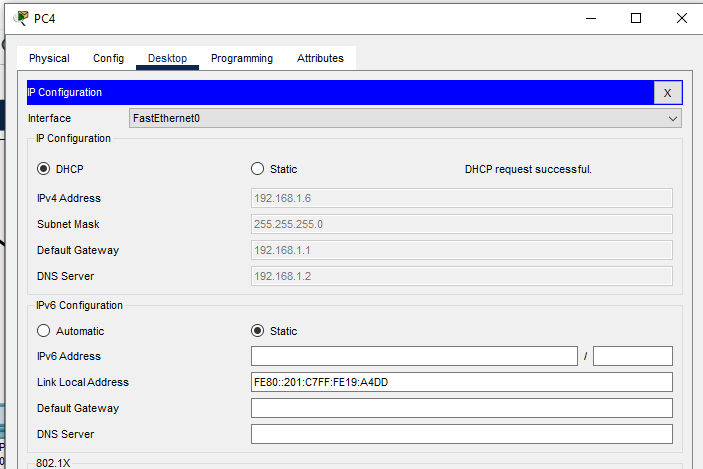 PC4
Physical Config Desktop Programming Attributes
IP Configuration X
Interface FastEthernet0
IP Configuration
DHCP Static DHCP request successful.
IPv4 Address 192.168.1.6
Subnet Mask 255.255.255.0
Default Gateway 192.168.1.1
DNS Server 192.168.1.2
IPv6 Configuration
Automatic Static
IPv6 Address /
Link Local Address FE80::201:C7FF:FE19:A4DD
Default Gateway
DNS Server
802.1X